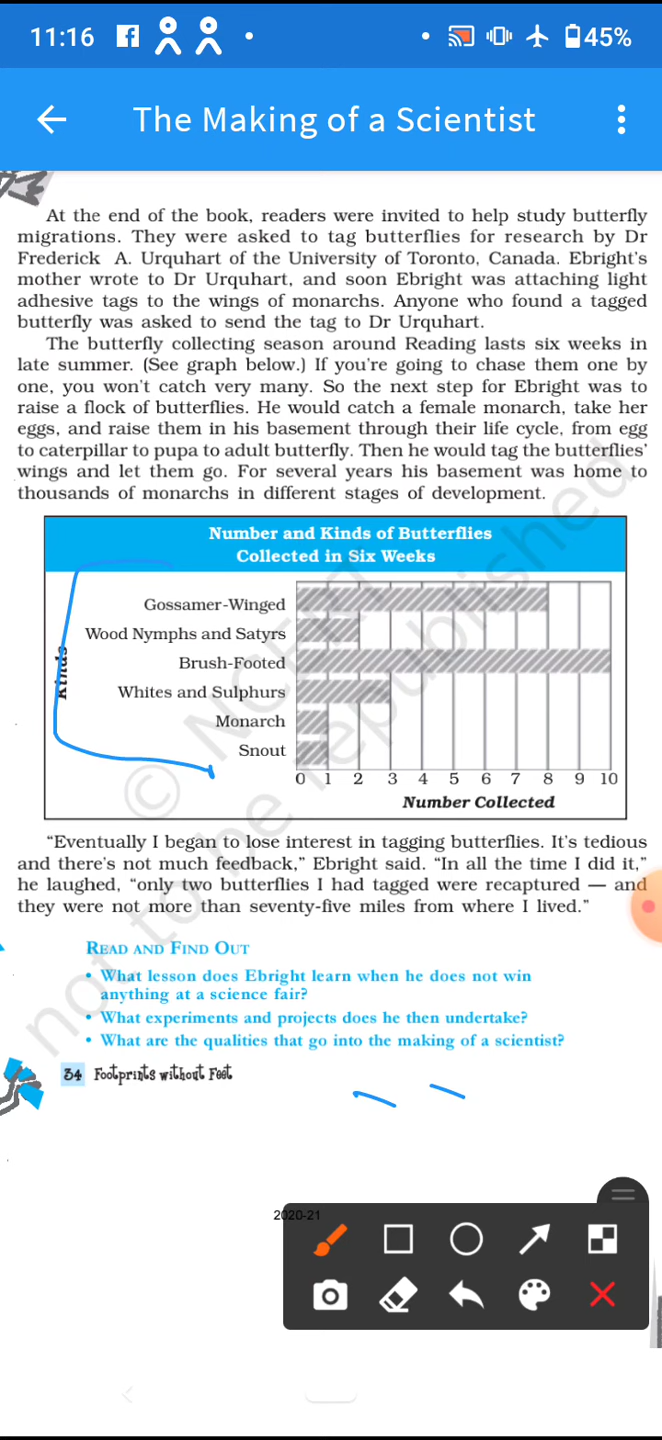 11:16
45%
The Making of a Scientist
At the end of the book, readers were invited to help study butterfly
migrations. They were asked to tag butterflies for research by Dr
Frederick A. Urquhart of the University of Toronto, Canada. Ebright's
mother wrote to Dr Urquhart, and soon Ebright was attaching light
adhesive tags to the wings of monarchs. Anyone who found a tagged
butterfly was asked to send the tag to Dr Urquhart.
The butterfly collecting season around Reading lasts six weeks in
late summer. (See graph below.) If you're going to chase them one by
one, you won't catch very many. So the next step for Ebright was to
raise a flock of butterflies. He would catch a female monarch, take her
eggs, and raise them in his basement through their life cycle, from egg
to caterpillar to pupa to adult butterfly. Then he would tag the butterflies'
wings and let them go. For several years his basement was home to
thousands of monarchs in different stages of development.
Number and Kinds of Butterflies
Collected in Six Weeks
Kinds
Gossamer-Winged
Wood Nymphs and Satyrs
Brush-Footed
Whites and Sulphurs
Monarch
Snout
0 1 2 3 4 5 6 7 8 9 10
Number Collected
"Eventually I began to lose interest in tagging butterflies. It's tedious
and there's not much feedback," Ebright said. "In all the time I did it,"
he laughed, "only two butterflies I had tagged were recaptured — and
they were not more than seventy-five miles from where I lived."
READ AND FIND OUT
• What lesson does Ebright learn when he does not win
anything at a science fair?
• What experiments and projects does he then undertake?
• What are the qualities that go into the making of a scientist?
34 Footprints without Feet
2020-21
© NCERT
not to be republished